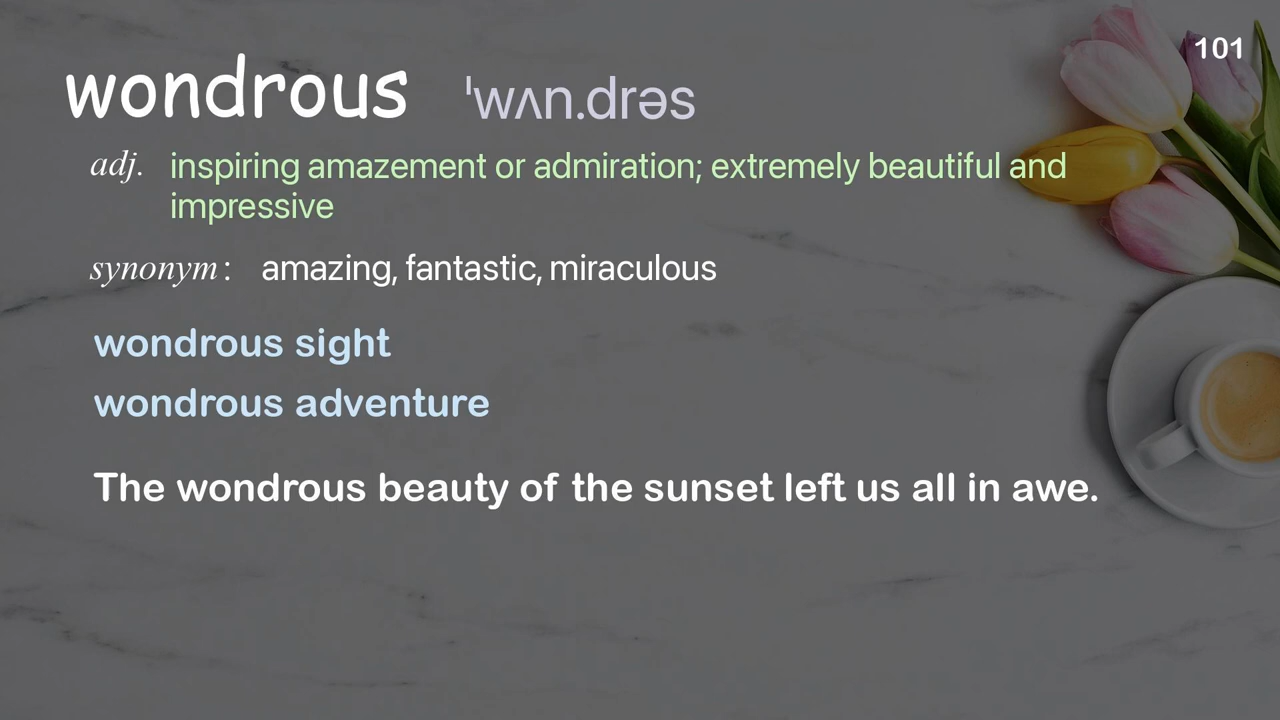 101
wondrous ˈwʌn.drəs
adj. inspiring amazement or admiration; extremely beautiful and
impressive
synonym: amazing, fantastic, miraculous
wondrous sight
wondrous adventure
The wondrous beauty of the sunset left us all in awe.